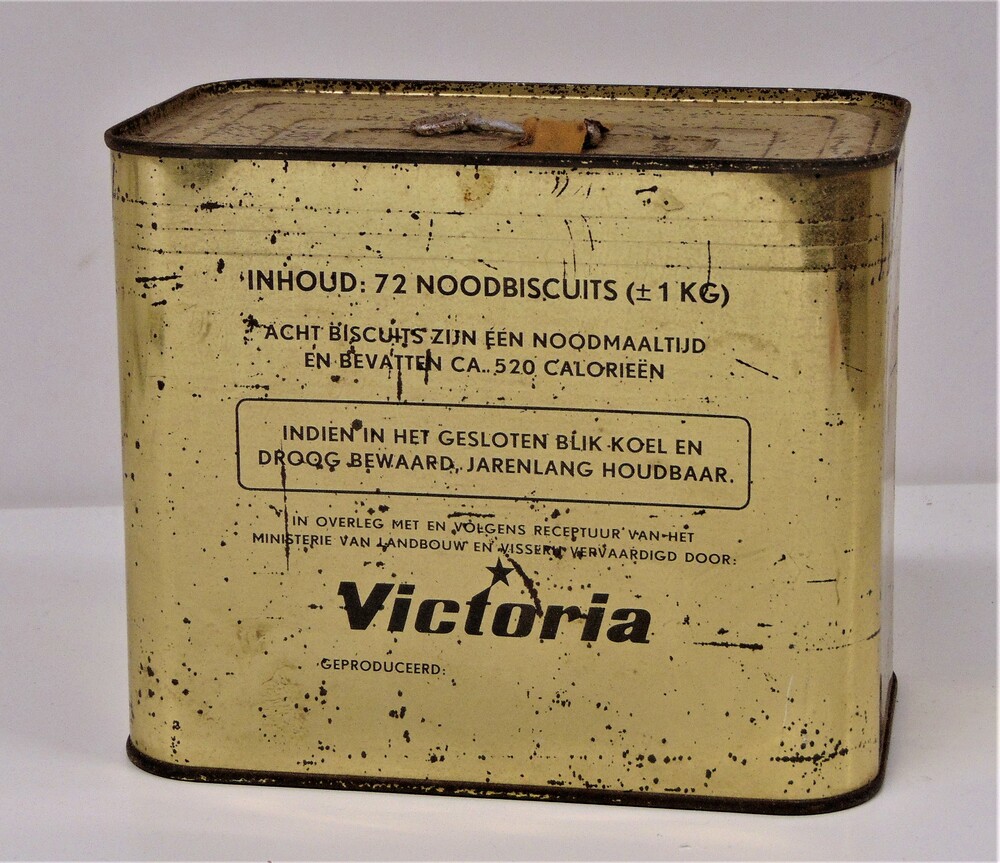 INHOUD: 72 NOODBISCUITS (± 1 KG)
ACHT BISCUITS ZIJN EEN NOODMAALTIJD
EN BEVATTEN CA. 520 CALORIEËN
INDIEN IN HET GESLOTEN BLIK KOEL EN
DROOG BEWAARD, JARENLANG HOUDBAAR.
IN OVERLEG MET EN VOLGENS RECEPTUUR VAN HET
MINISTERIE VAN LANDBOUW EN VISSERIJ VERVAARDIGD DOOR:
Victoria
GEPRODUCEERD: